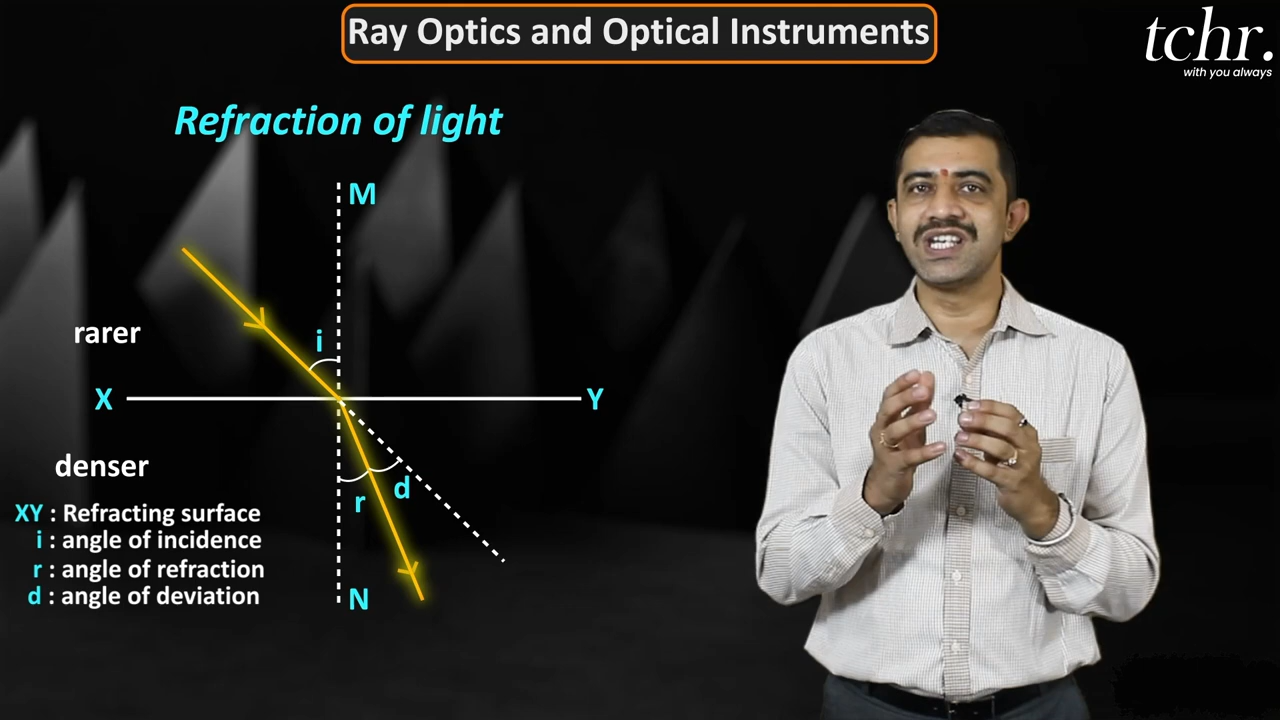 Ray Optics and Optical Instruments
tchr.
with you always
Refraction of light
M
rarer
i
X
Y
denser
r
d
XY : Refracting surface
i : angle of incidence
r : angle of refraction
d : angle of deviation
N